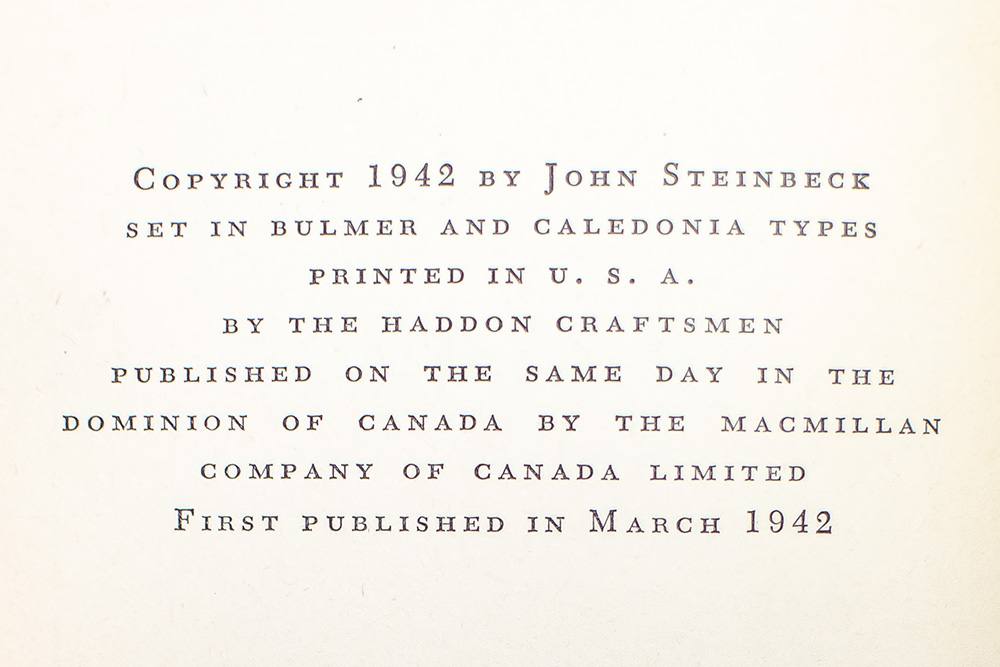 Copyright 1942 by John Steinbeck
set in bulmer and caledonia types
printed in u. s. a.
by the haddon craftsmen
published on the same day in the
dominion of canada by the macmillan
company of canada limited
First published in March 1942